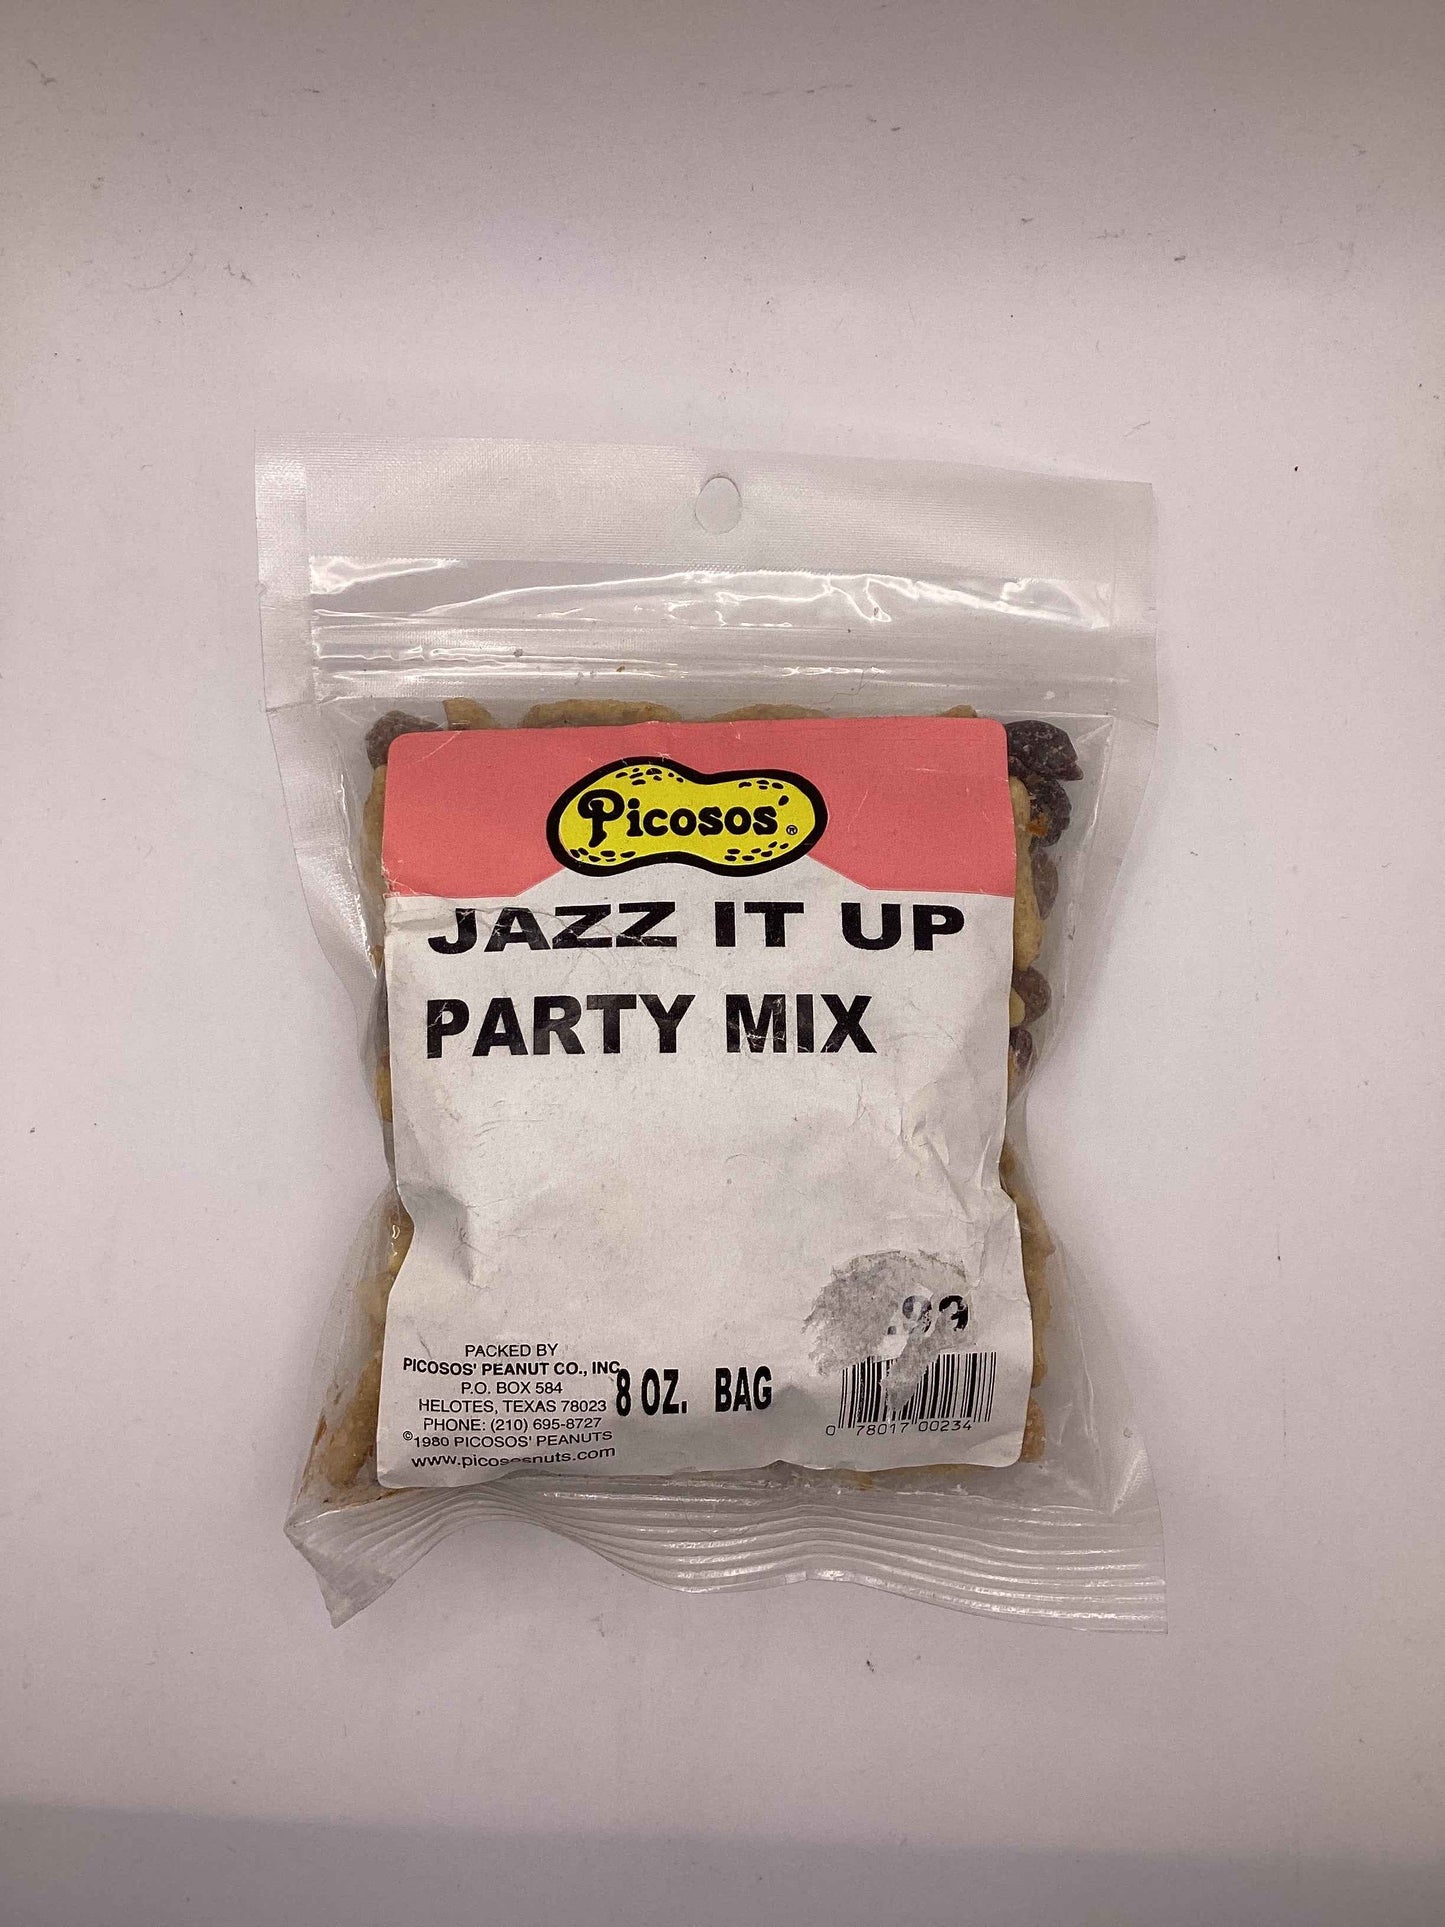 Picosos' ®
JAZZ IT UP
PARTY MIX
.99
PACKED BY
PICOSOS' PEANUT CO., INC
P.O. BOX 584
HELOTES, TEXAS 78023
PHONE: (210) 695-8727
©1980 PICOSOS' PEANUTS
www.picososnuts.com
8 OZ. BAG
0 78017 00234